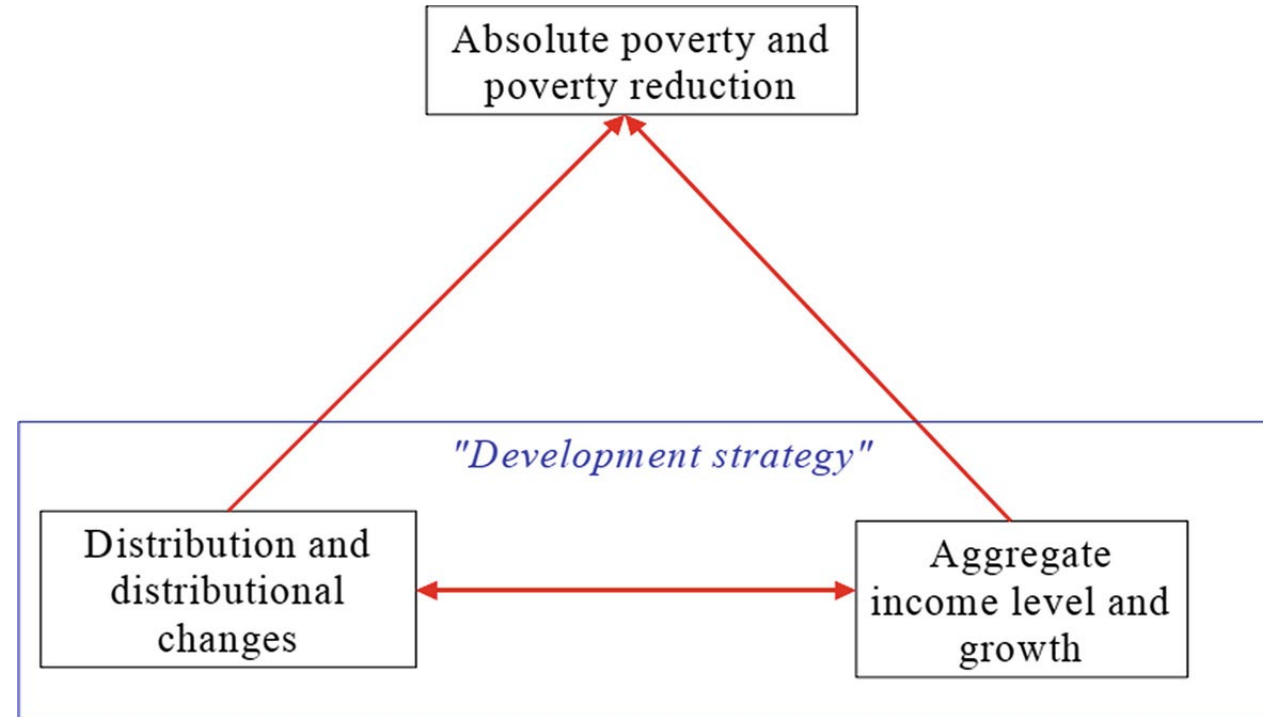 Absolute poverty and
poverty reduction
"Development strategy"
Distribution and
distributional
changes
Aggregate
income level and
growth